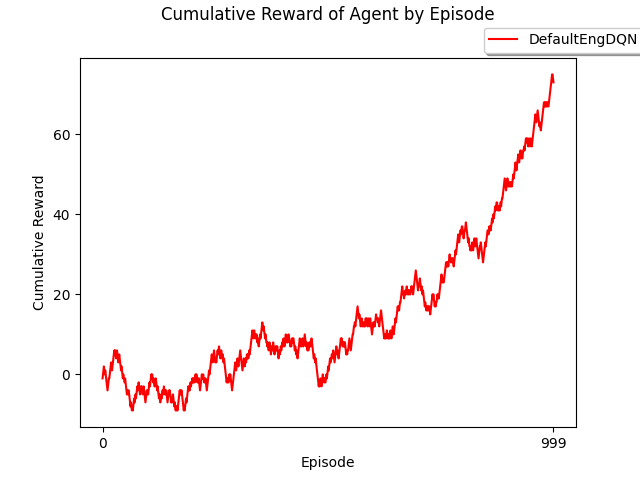 Cumulative Reward of Agent by Episode
DefaultEngDQN
60
40
20
0
Cumulative Reward
0
999
Episode